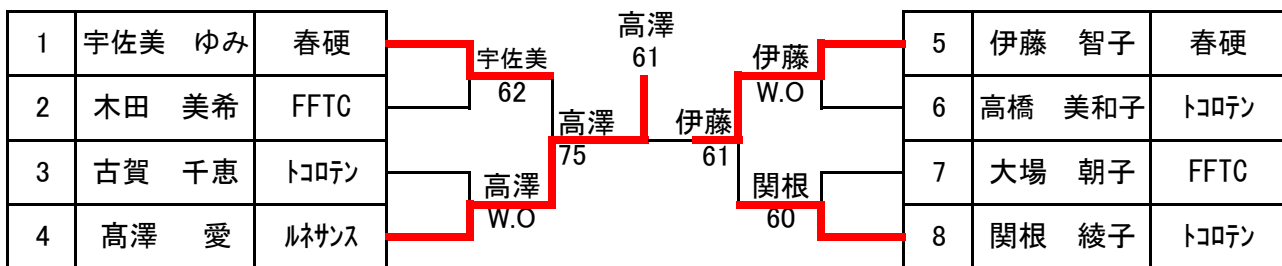 1 宇佐美 ゆみ 春硬
2 木田 美希 FFTC
3 古賀 千恵 ﾄｺﾛﾃﾝ
4 髙澤 愛 ﾙﾈｻﾝｽ
宇佐美
62
高澤
W.O
高澤
75
高澤
61
伊藤
61
伊藤
W.O
関根
60
5 伊藤 智子 春硬
6 高橋 美和子 ﾄｺﾛﾃﾝ
7 大場 朝子 FFTC
8 関根 綾子 ﾄｺﾛﾃﾝ